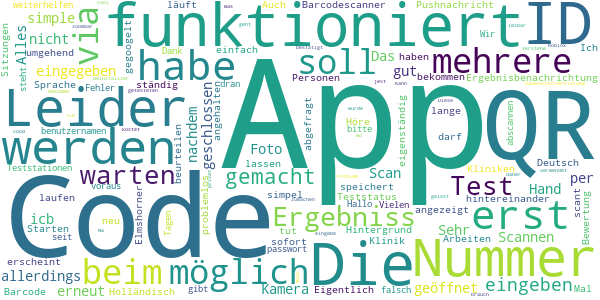 weiterhelfen Auch läuft Barcodescanner Pushnachricht
simple via funktioniert ID
nicht gegoogelt Wir Ich
Sitzungen Alles Dank einfach Das haben
umgehend habe soll mehrere
eingegeben steht dran Personen gut bekommen Ergebnisbenachrichtigung
Leider Sprache Fehler ständig geschlossen angehalten App QR
benutzernamen Foto Höre bitte abgefragt eigenständig lange abscannen
werden nachdem beurteilen lassen Scan darf Deutsch
Teststationen warten gemacht Kliniken Test Hand per
voraus simpel speichert hintereinander
laufen icb problemlos Hallo Vielen Teststatus angezeigt erst scant
Code neu Elmshorner Tagen Ergebniss Sehr Scannen Bewertung
Starten seit tut Hintergrund Arbeiten
erscheint beim möglich sofort passwort Klinik Die Nummer
allerdings Eigentlich falsch geöffnet eingeben Mal
Barcode erneut Holländisch gibt Kamera